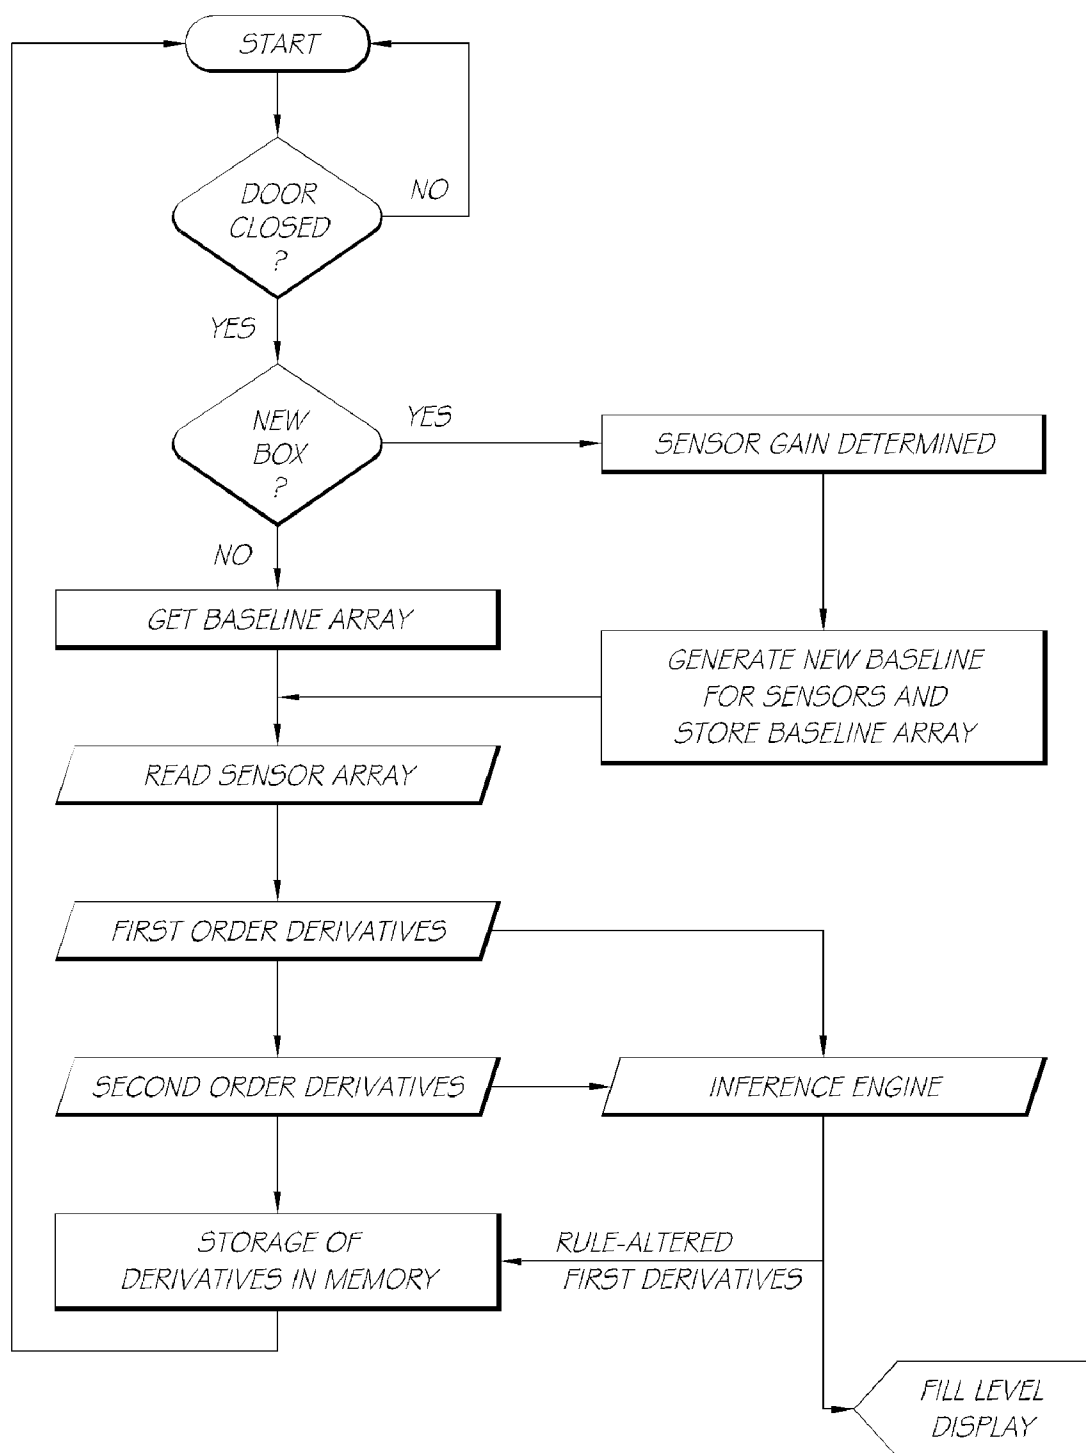 START
DOOR
CLOSED
?
NO
YES
NEW
BOX
?
YES
SENSOR GAIN DETERMINED
NO
GET BASELINE ARRAY
GENERATE NEW BASELINE
FOR SENSORS AND
STORE BASELINE ARRAY
READ SENSOR ARRAY
FIRST ORDER DERIVATIVES
SECOND ORDER DERIVATIVES
INFERENCE ENGINE
STORAGE OF
DERIVATIVES IN MEMORY
RULE-ALTERED
FIRST DERIVATIVES
FILL LEVEL
DISPLAY